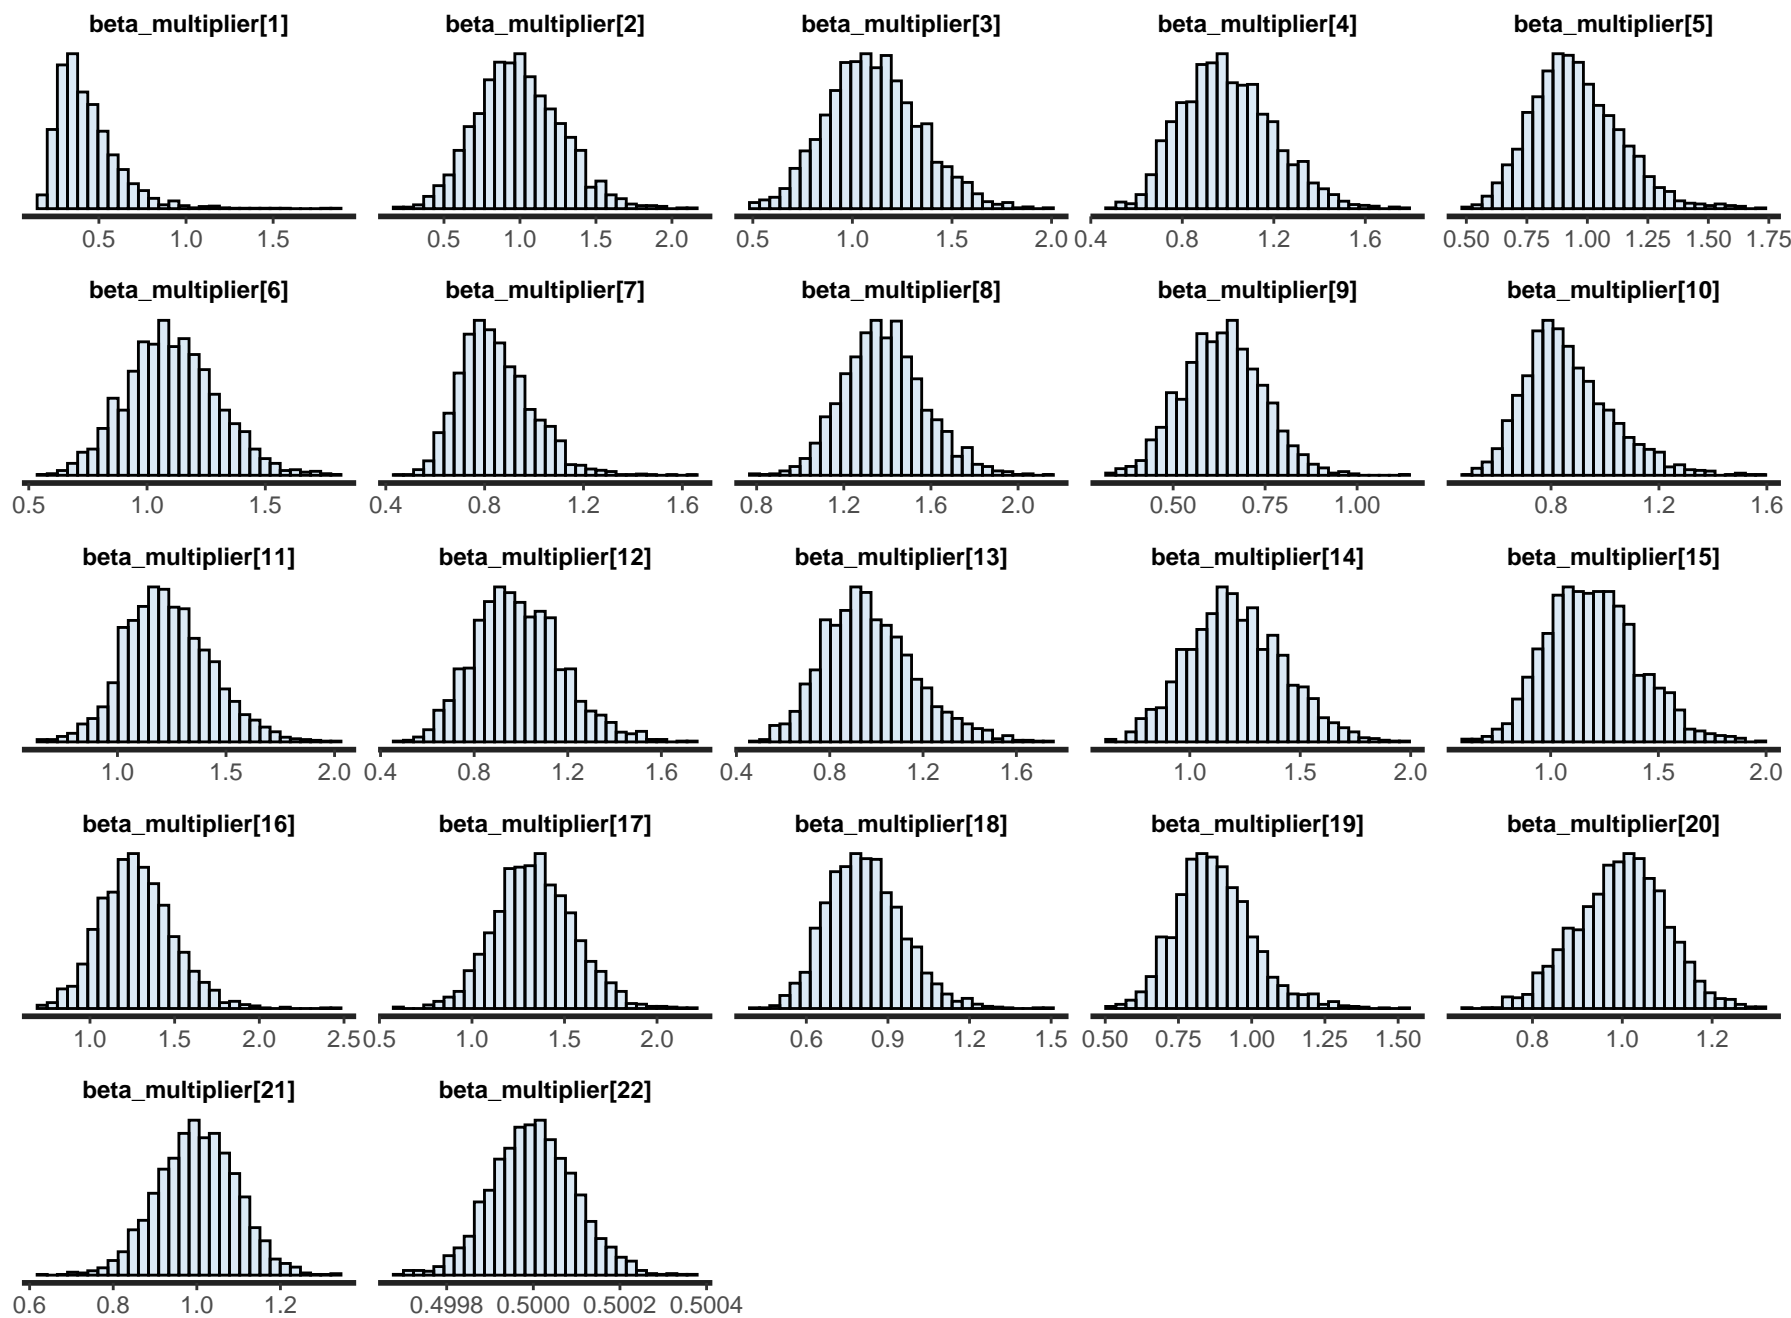 beta_multiplier[1] beta_multiplier[2] beta_multiplier[3] beta_multiplier[4] beta_multiplier[5]
0.5 1.0 1.5 0.5 1.0 1.5 2.0 0.5 1.0 1.5 2.0 0.4 0.8 1.2 1.6 0.50 0.75 1.00 1.25 1.50 1.75
beta_multiplier[6] beta_multiplier[7] beta_multiplier[8] beta_multiplier[9] beta_multiplier[10]
0.5 1.0 1.5 0.4 0.8 1.2 1.6 0.8 1.2 1.6 2.0 0.50 0.75 1.00 0.8 1.2 1.6
beta_multiplier[11] beta_multiplier[12] beta_multiplier[13] beta_multiplier[14] beta_multiplier[15]
1.0 1.5 2.0 0.4 0.8 1.2 1.6 0.4 0.8 1.2 1.6 1.0 1.5 2.0 1.0 1.5 2.0
beta_multiplier[16] beta_multiplier[17] beta_multiplier[18] beta_multiplier[19] beta_multiplier[20]
1.0 1.5 2.0 2.5 0.5 1.0 1.5 2.0 0.6 0.9 1.2 1.5 0.50 0.75 1.00 1.25 1.50 0.8 1.0 1.2
beta_multiplier[21] beta_multiplier[22]
0.6 0.8 1.0 1.2 0.4998 0.5000 0.5002 0.5004